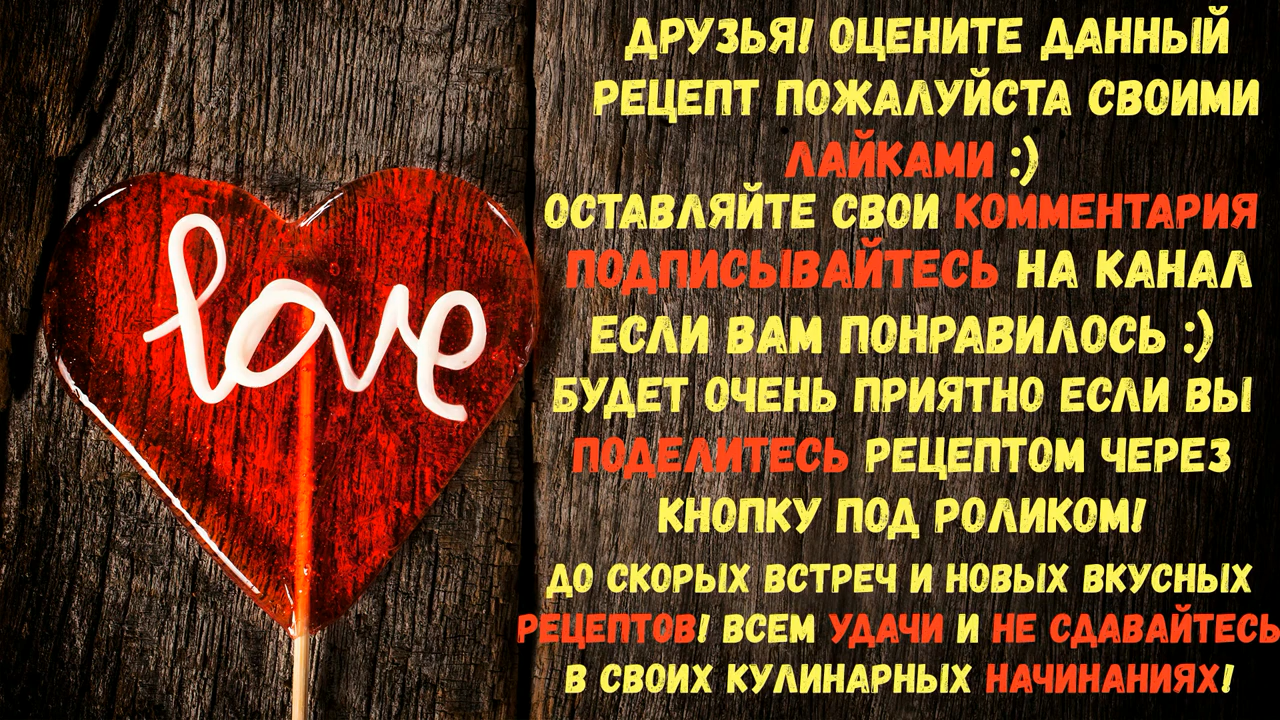 love
ДРУЗЬЯ! ОЦЕНИТЕ ДАННЫЙ
РЕЦЕПТ ПОЖАЛУЙСТА СВОИМИ
ЛАЙКАМИ :)
ОСТАВЛЯЙТЕ СВОИ КОММЕНТАРИЯ
ПОДПИСЫВАЙТЕСЬ НА КАНАЛ
ЕСЛИ ВАМ ПОНРАВИЛОСЬ :)
БУДЕТ ОЧЕНЬ ПРИЯТНО ЕСЛИ ВЫ
ПОДЕЛИТЕСЬ РЕЦЕПТОМ ЧЕРЕЗ
КНОПКУ ПОД РОЛИКОМ!
ДО СКОРЫХ ВСТРЕЧ И НОВЫХ ВКУСНЫХ
РЕЦЕПТОВ! ВСЕМ УДАЧИ И НЕ СДАВАЙТЕСЬ
В СВОИХ КУЛИНАРНЫХ НАЧИНАНИЯХ!